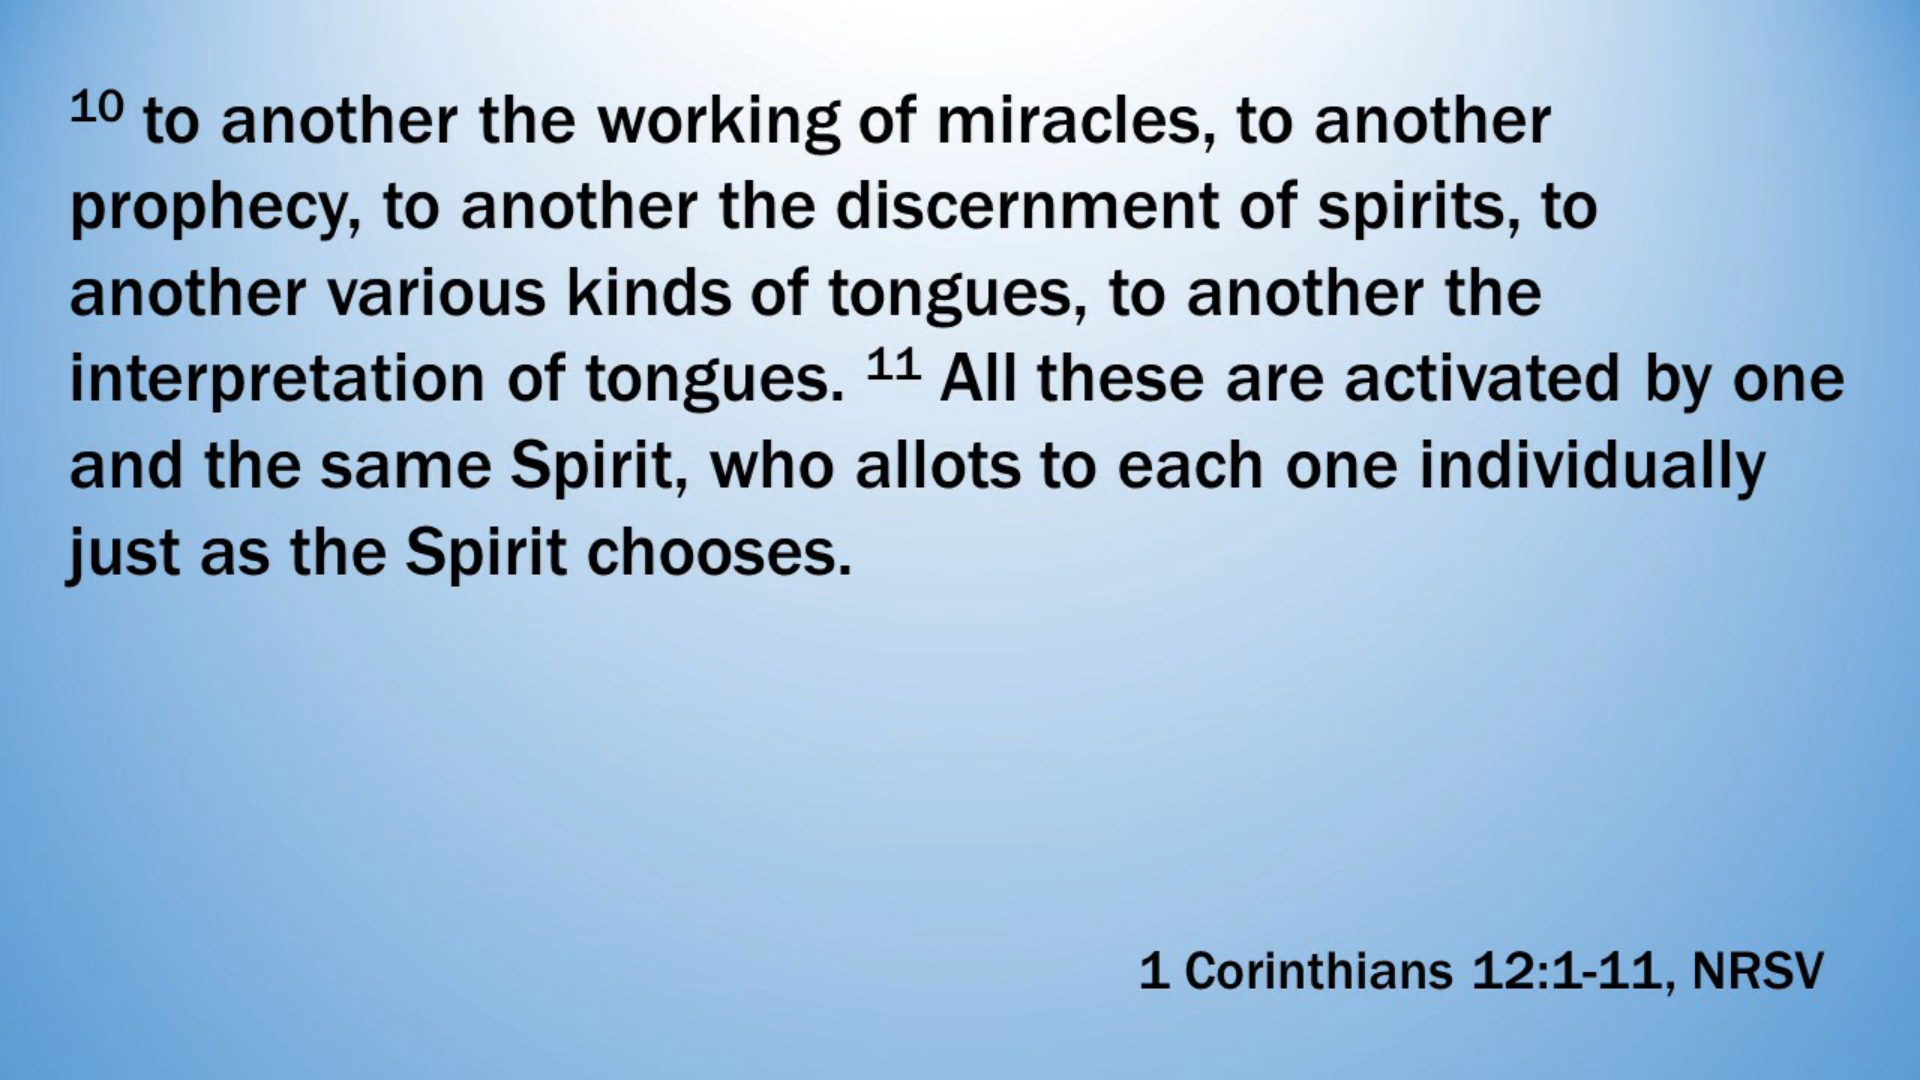 10 to another the working of miracles, to another
prophecy, to another the discernment of spirits, to
another various kinds of tongues, to another the
interpretation of tongues. 11 All these are activated by one
and the same Spirit, who allots to each one individually
just as the Spirit chooses.
1 Corinthians 12:1-11, NRSV